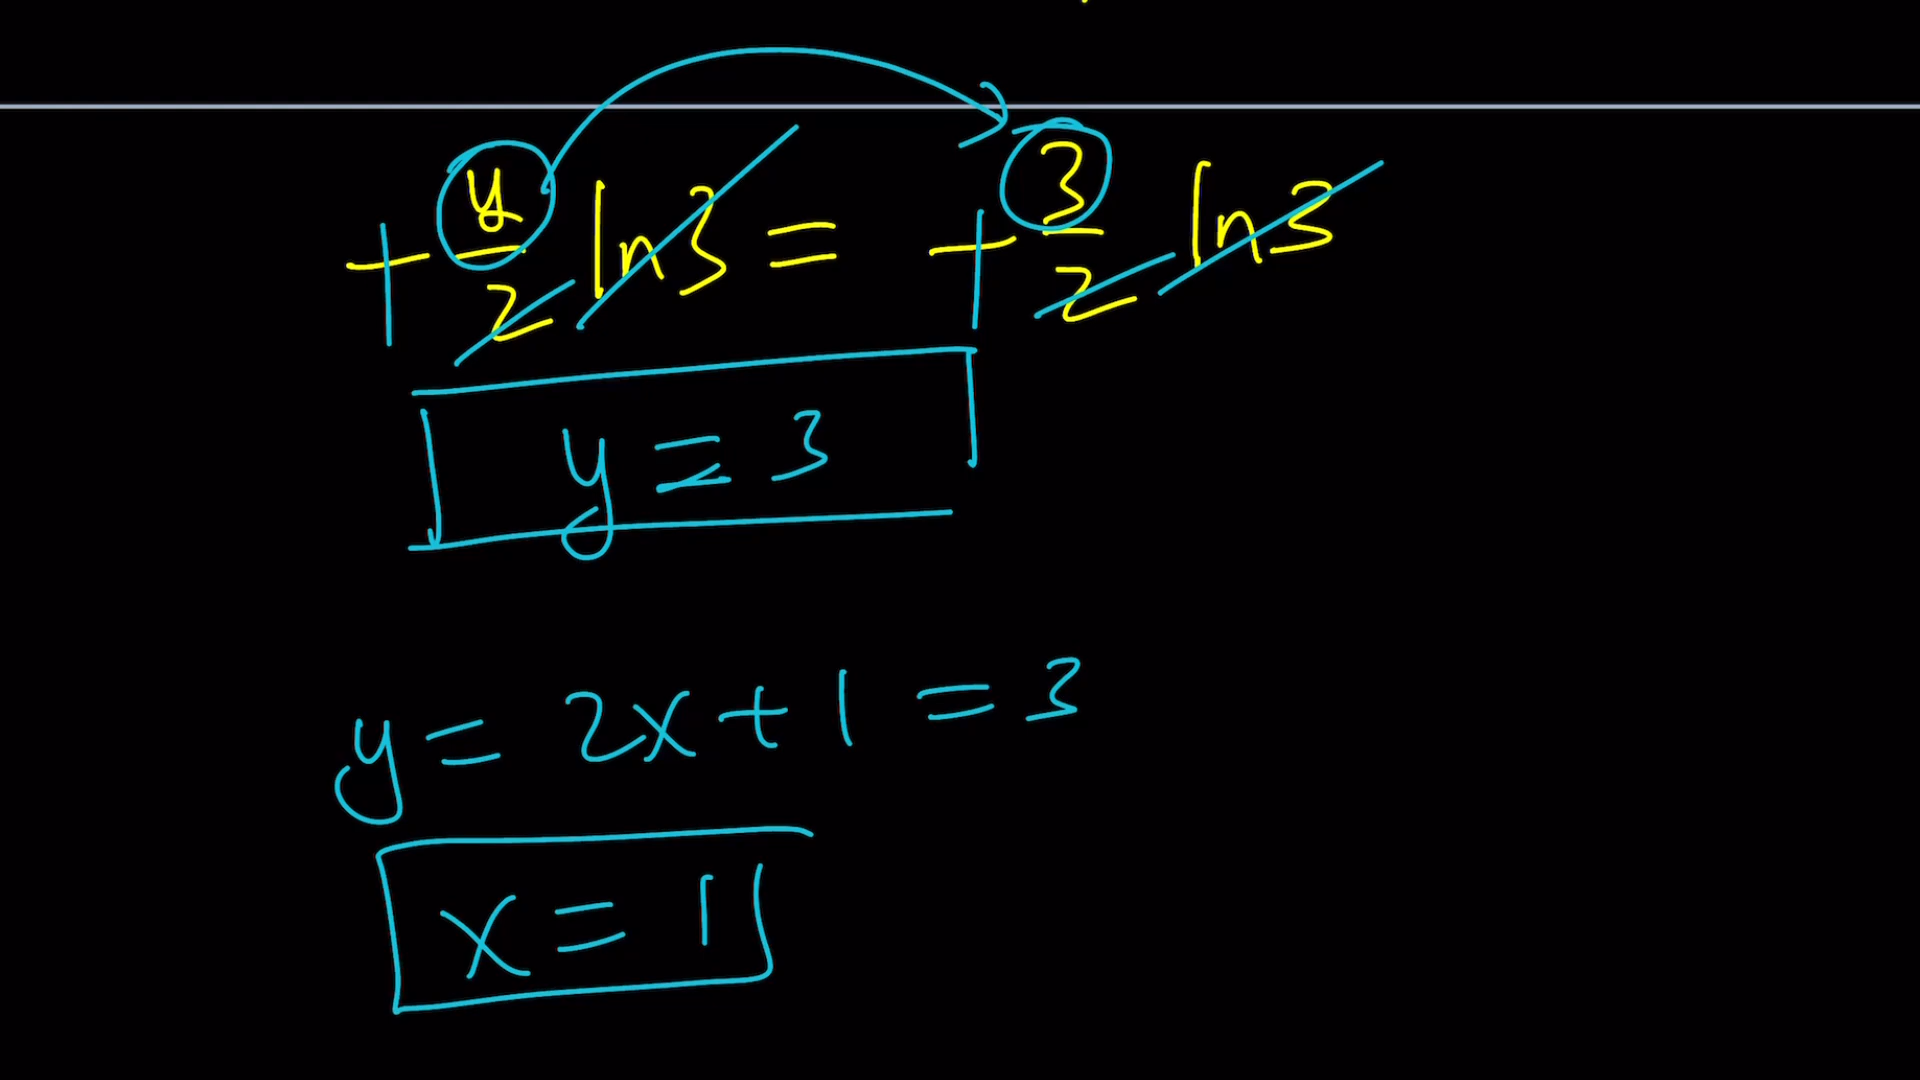 + y/2 ln3 = + 3/2 ln3
y = 3
y = 2x + 1 = 3
x = 1